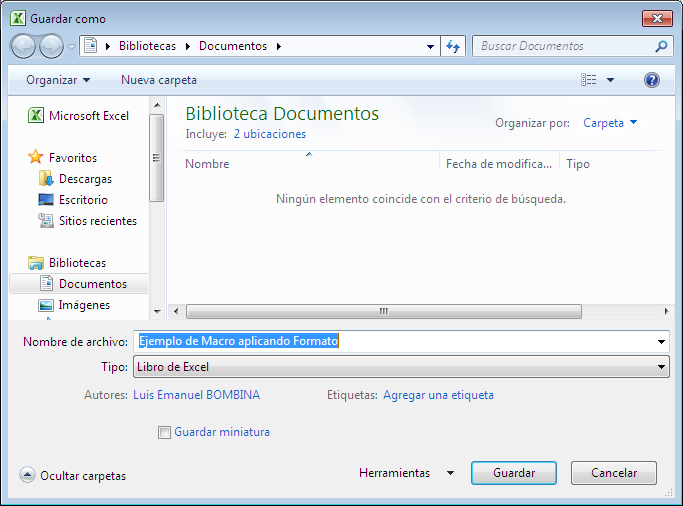 Guardar como
Bibliotecas Documentos
Buscar Documentos
Organizar Nueva carpeta
Microsoft Excel
Favoritos
Descargas
Escritorio
Sitios recientes
Bibliotecas
Documentos
Imágenes
Biblioteca Documentos
Incluye: 2 ubicaciones
Organizar por: Carpeta
Nombre Fecha de modifica... Tipo
Ningún elemento coincide con el criterio de búsqueda.
Nombre de archivo: Ejemplo de Macro aplicando Formato
Tipo: Libro de Excel
Autores: Luis Emanuel BOMBINA Etiquetas: Agregar una etiqueta
Guardar miniatura
Ocultar carpetas Herramientas Guardar Cancelar